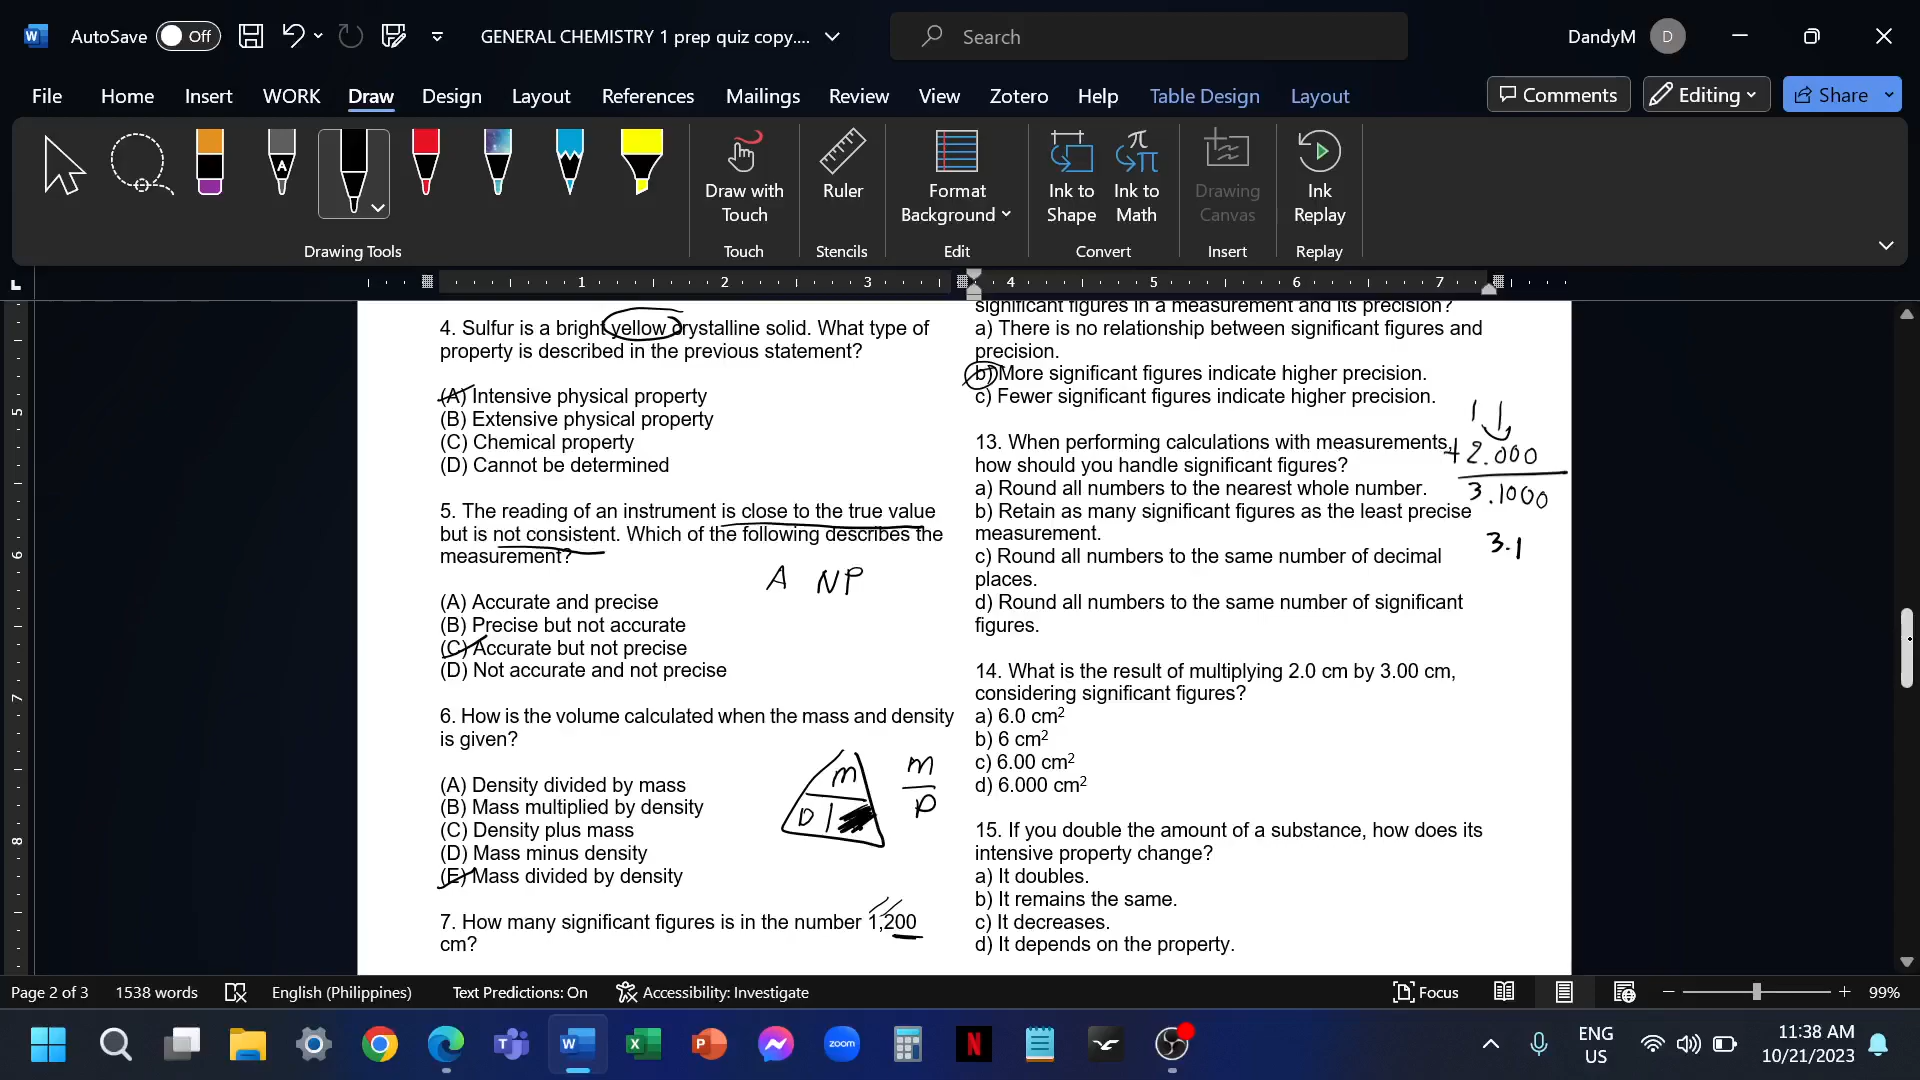 AutoSave Off
GENERAL CHEMISTRY 1 prep quiz copy....
Search
DandyM D
File Home Insert WORK Draw Design Layout References Mailings Review View Zotero Help Table Design Layout
Comments Editing Share
A
Draw with
Touch
Ruler
Format
Background
Ink to
Shape
Ink to
Math
Drawing
Canvas
Ink
Replay
Drawing Tools Touch Stencils Edit Convert Insert Replay
L 1 2 3 4 5 6 7
5
6
7
8
4. Sulfur is a bright yellow crystalline solid. What type of
property is described in the previous statement?
(A) Intensive physical property
(B) Extensive physical property
(C) Chemical property
(D) Cannot be determined
5. The reading of an instrument is close to the true value
but is not consistent. Which of the following describes the
measurement?
A NP
(A) Accurate and precise
(B) Precise but not accurate
(C) Accurate but not precise
(D) Not accurate and not precise
6. How is the volume calculated when the mass and density
is given?
(A) Density divided by mass
(B) Mass multiplied by density
(C) Density plus mass
(D) Mass minus density
(E) Mass divided by density
m
D
m
D
7. How many significant figures is in the number 1,200
cm?
significant figures in a measurement and its precision?
a) There is no relationship between significant figures and
precision.
b) More significant figures indicate higher precision.
c) Fewer significant figures indicate higher precision.
13. When performing calculations with measurements,
how should you handle significant figures?
a) Round all numbers to the nearest whole number.
b) Retain as many significant figures as the least precise
measurement.
c) Round all numbers to the same number of decimal
places.
d) Round all numbers to the same number of significant
figures.
+ 2.000
3.1000
3.1
14. What is the result of multiplying 2.0 cm by 3.00 cm,
considering significant figures?
a) 6.0 cm²
b) 6 cm²
c) 6.00 cm²
d) 6.000 cm²
15. If you double the amount of a substance, how does its
intensive property change?
a) It doubles.
b) It remains the same.
c) It decreases.
d) It depends on the property.
Page 2 of 3 1538 words English (Philippines) Text Predictions: On Accessibility: Investigate Focus 99%
zoom
ENG
US
11:38 AM
10/21/2023